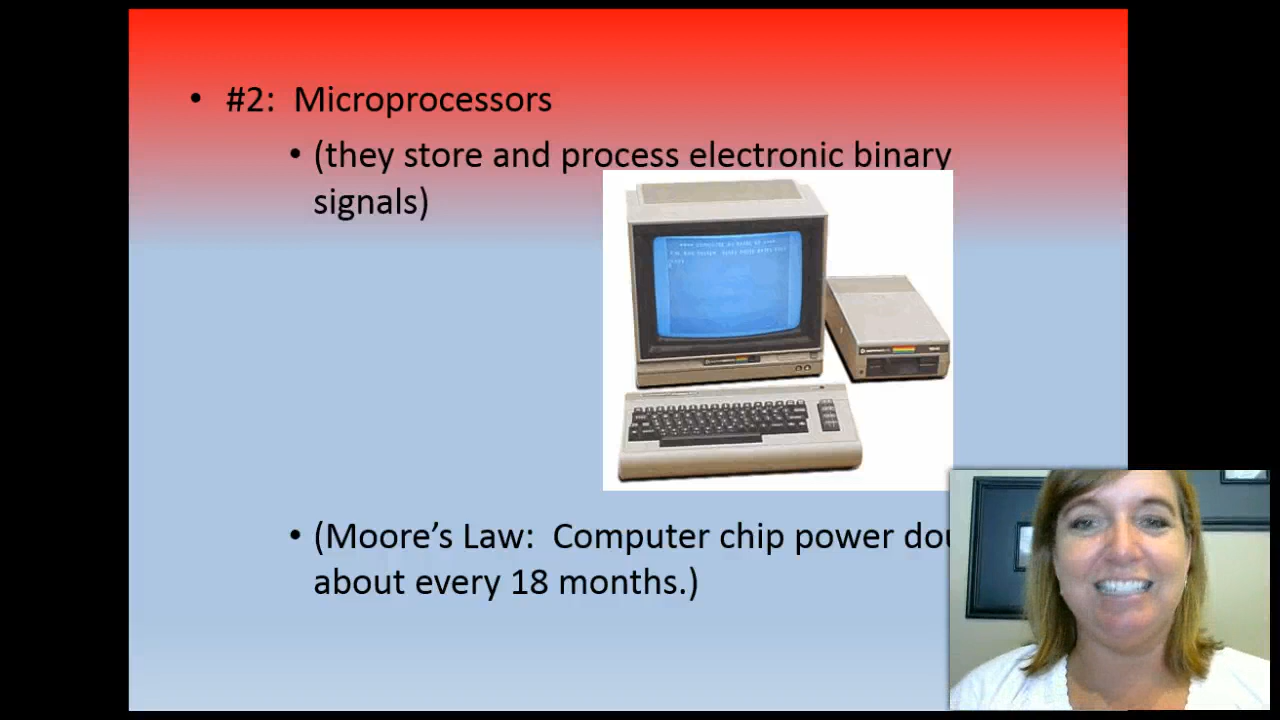 • #2: Microprocessors
• (they store and process electronic binary
signals)
• (Moore’s Law: Computer chip power dou
about every 18 months.)